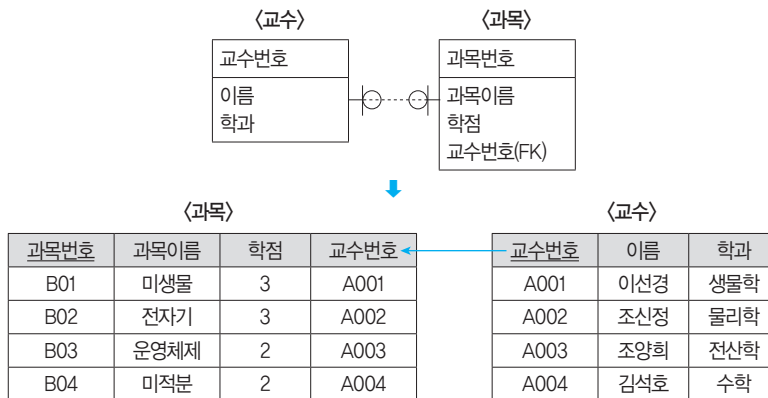 〈교수〉 〈과목〉
교수번호 과목번호
이름 과목이름
학과 학점
교수번호(FK)
〈과목〉 〈교수〉
과목번호 과목이름 학점 교수번호 교수번호 이름 학과
B01 미생물 3 A001 A001 이선경 생물학
B02 전자기 3 A002 A002 조신정 물리학
B03 운영체제 2 A003 A003 조양희 전산학
B04 미적분 2 A004 A004 김석호 수학